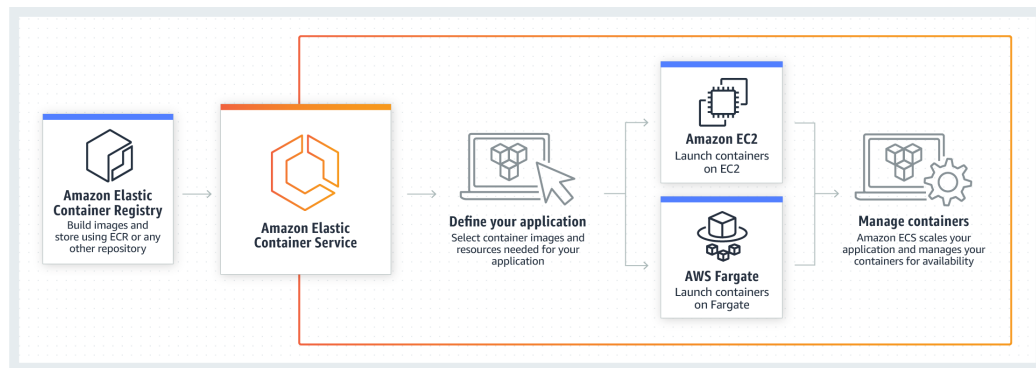 Amazon Elastic
Container Registry
Build images and
store using ECR or any
other repository
Amazon Elastic
Container Service
Define your application
Select container images and
resources needed for your
application
Amazon EC2
Launch containers
on EC2
AWS Fargate
Launch containers
on Fargate
Manage containers
Amazon ECS scales your
application and manages your
containers for availability